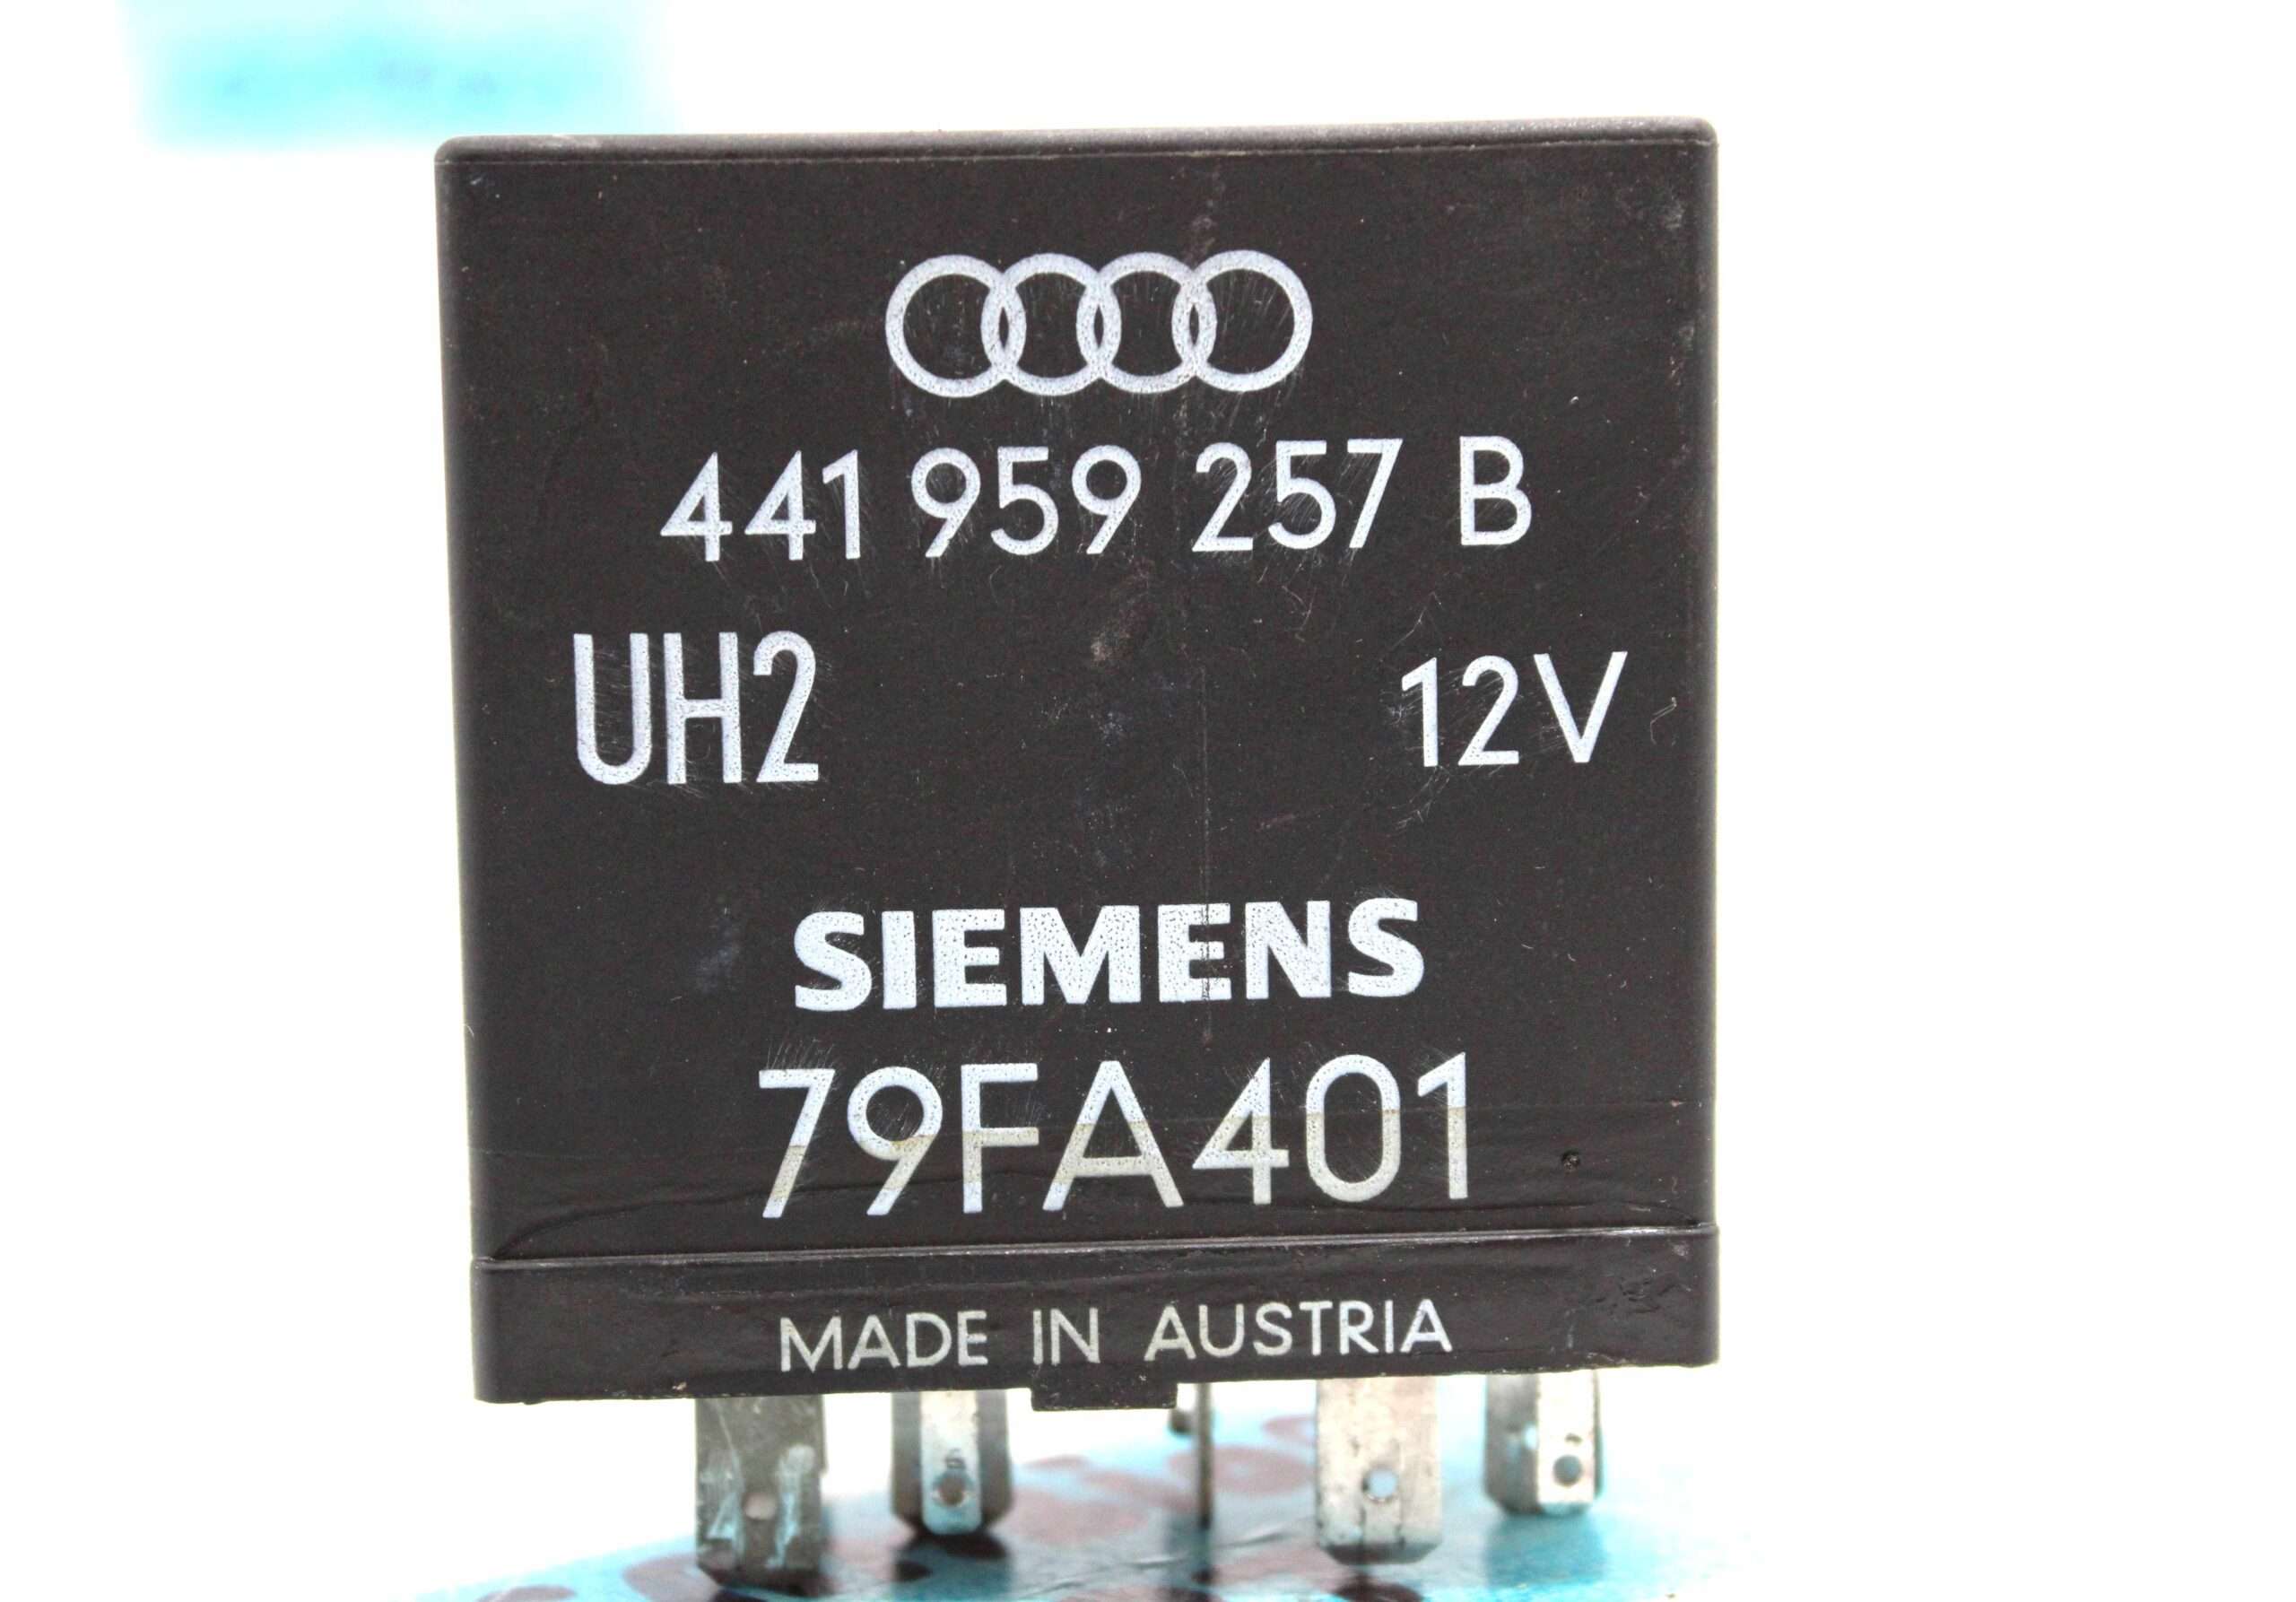 441 959 257 B
UH2 12V
SIEMENS
79FA401
MADE IN AUSTRIA